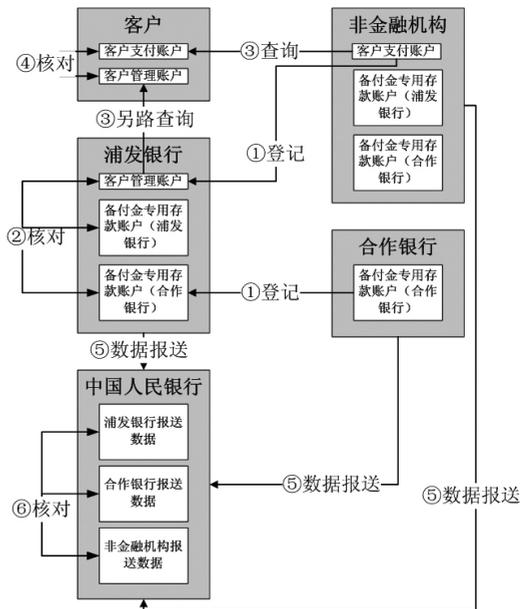 客户
客户支付账户
客户管理账户
④核对
③查询
③另路查询
非金融机构
客户支付账户
备付金专用存
款账户（浦发
银行）
备付金专用存
款账户（合作
银行）
①登记
浦发银行
客户管理账户
备付金专用存
款账户（浦发
银行）
备付金专用存
款账户（合作
银行）
②核对
合作银行
备付金专用存
款账户（合作
银行）
①登记
⑤数据报送
中国人民银行
浦发银行报送
数据
合作银行报送
数据
非金融机构报
送数据
⑥核对
⑤数据报送
⑤数据报送